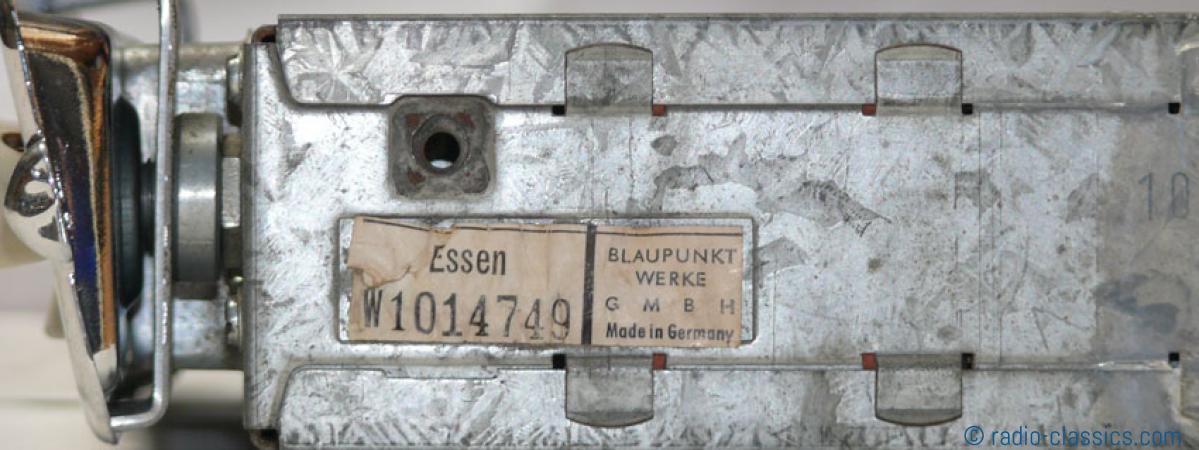 Essen
W1014749
BLAUPUNKT
WERKE
G M B H
Made in Germany
10
© radio-classics.com